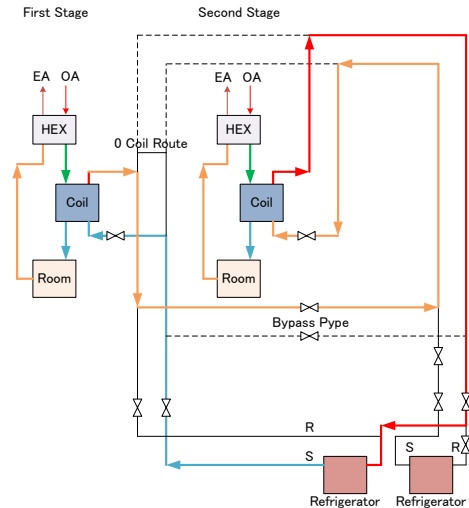 First Stage
Second Stage
EA OA
EA OA
HEX
HEX
0 Coil Route
Coil
Coil
Room
Room
Bypass Pype
R
S
S R
Refrigerator
Refrigerator